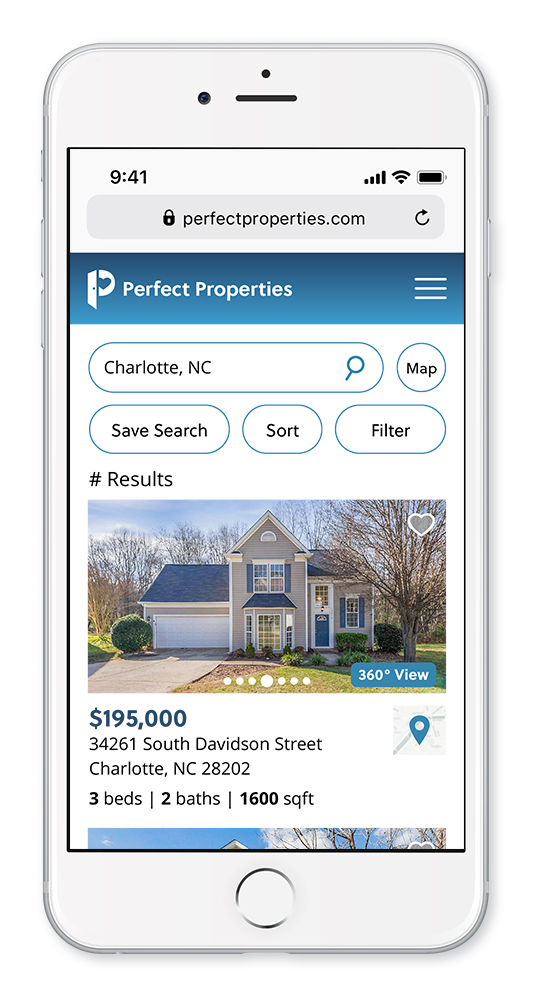 9:41
perfectproperties.com
Perfect Properties
Charlotte, NC
Map
Save Search
Sort
Filter
# Results
360° View
$195,000
34261 South Davidson Street
Charlotte, NC 28202
3 beds | 2 baths | 1600 sqft